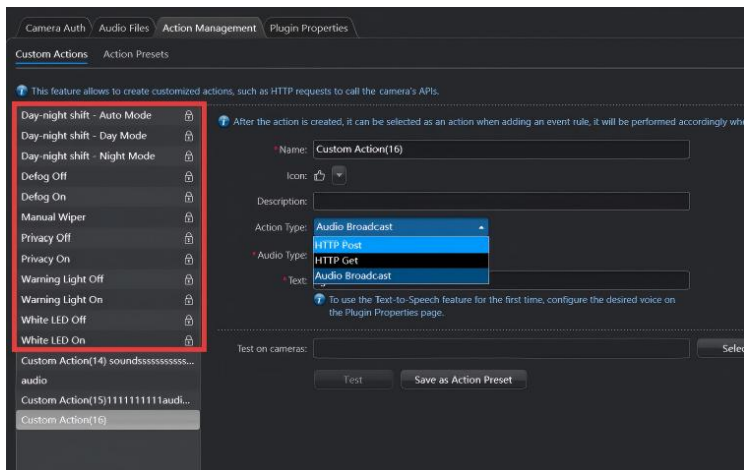 Camera Auth Audio Files Action Management Plugin Properties
Custom Actions Action Presets
This feature allows to create customized actions, such as HTTP requests to call the camera's APIs.
Day-night shift - Auto Mode
Day-night shift - Day Mode
Day-night shift - Night Mode
Defog Off
Defog On
Manual Wiper
Privacy Off
Privacy On
Warning Light Off
Warning Light On
White LED Off
White LED On
Custom Action(14) soundsssssssssss...
audio
Custom Action(15)1111111111audi...
Custom Action(16)
After the action is created, it can be selected as an action when adding an event rule, it will be performed accordingly whe
*Name: Custom Action(16)
Icon:
Description:
Action Type: Audio Broadcast
HTTP Post
*Audio Type: HTTP Get
Audio Broadcast
*Text:
To use the Text-to-Speech feature for the first time, configure the desired voice on
the Plugin Properties page.
Test on cameras: Selec
Test Save as Action Preset